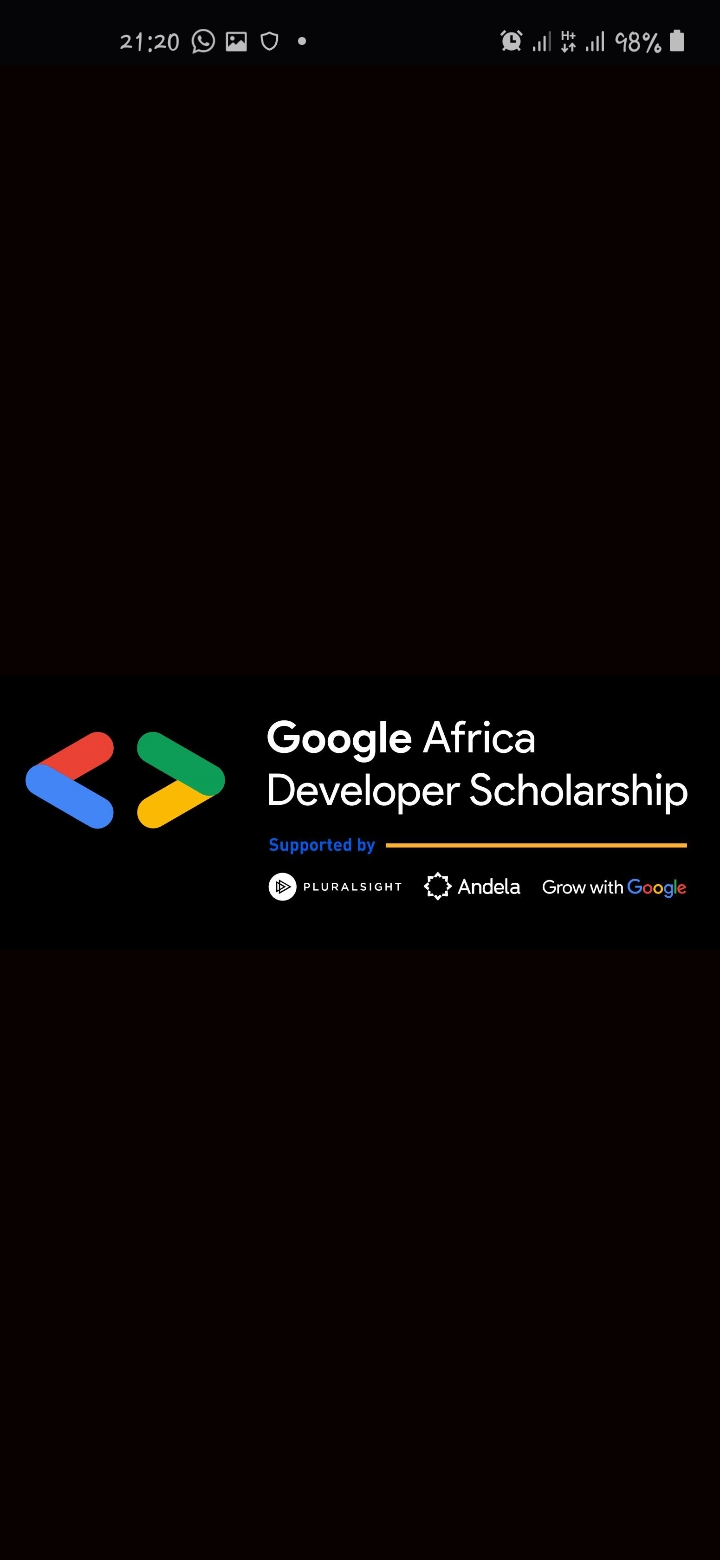 21:20 H+ 98%
Google Africa
Developer Scholarship
Supported by
PLURALSIGHT Andela Grow with Google